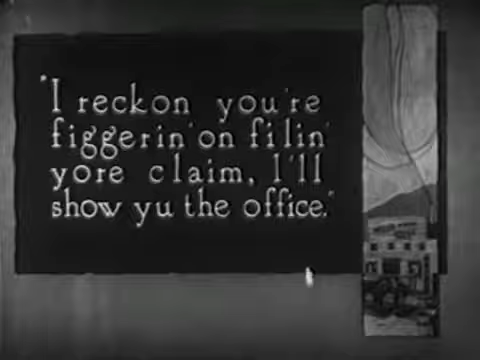 "I reckon you're
figgerin' on filin'
yore claim, I'll
show yu the office."